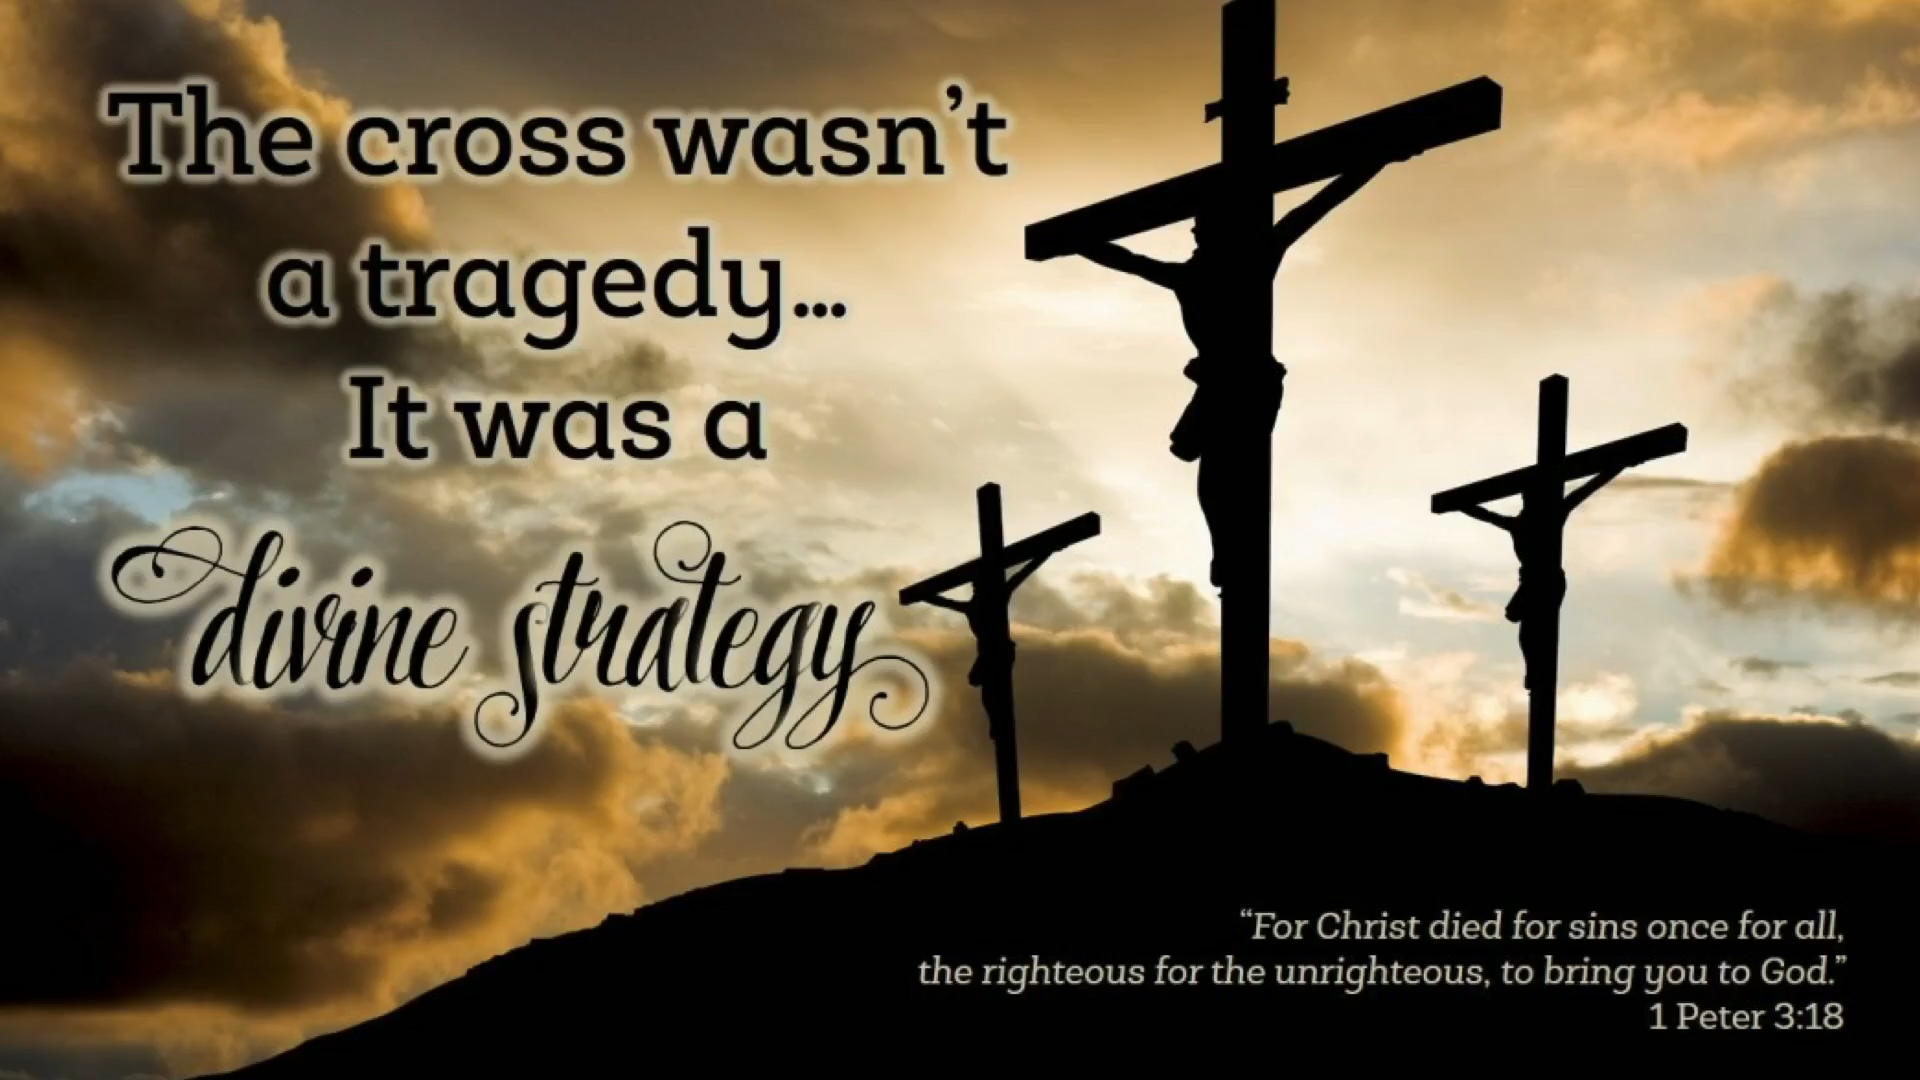 The cross wasn’t
a tragedy...
It was a
divine strategy
“For Christ died for sins once for all,
the righteous for the unrighteous, to bring you to God.”
1 Peter 3:18